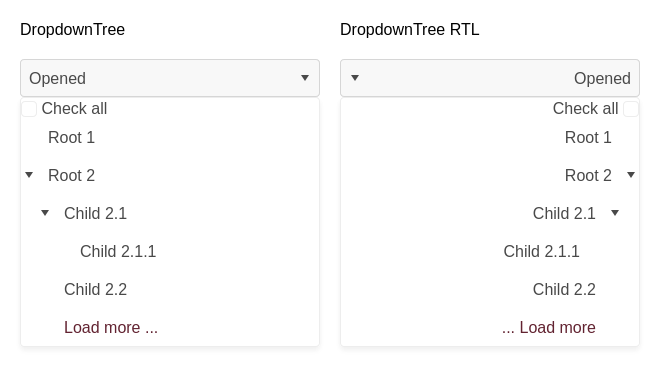 DropdownTree
Opened
Check all
Root 1
Root 2
Child 2.1
Child 2.1.1
Child 2.2
Load more ...
DropdownTree RTL
Opened
Check all
Root 1
Root 2
Child 2.1
Child 2.1.1
Child 2.2
... Load more